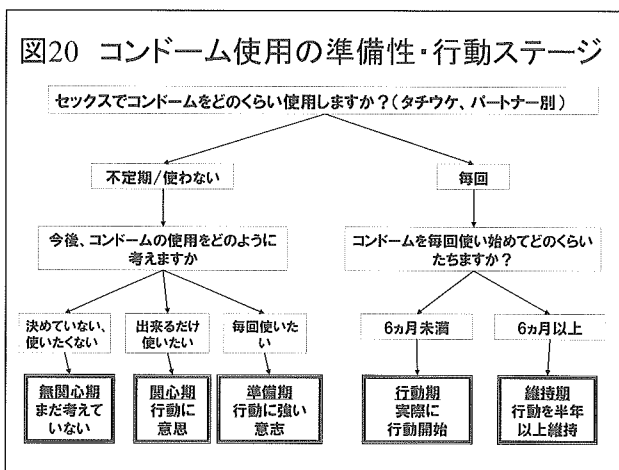 図20 コンドーム使用の準備性・行動ステージ
セックスでコンドームをどのくらい使用しますか?(タチウケ、パートナー別)
不定期/使わない
毎回
今後、コンドームの使用をどのように
考えますか
コンドームを毎回使い始めてどのくらい
たちますか?
決めていない、
使いたくない
出来るだけ
使いたい
毎回使いた
い
6ヵ月未満
6ヵ月以上
無関心期
まだ考えて
いない
関心期
行動に
意思
準備期
行動に強い
意志
行動期
実際に
行動開始
維持期
行動を半年
以上維持